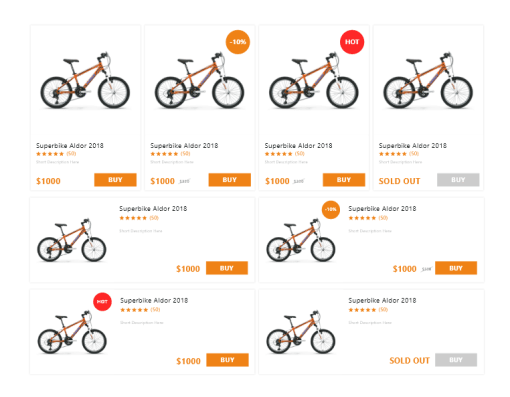 -10%
HOT
Superbike Aldor 2018
(50)
Short Description Here
$1000
BUY
Superbike Aldor 2018
(50)
Short Description Here
$1000
BUY
Superbike Aldor 2018
(50)
Short Description Here
$1000
BUY
Superbike Aldor 2018
(50)
Short Description Here
SOLD OUT
BUY
Superbike Aldor 2018
(50)
Short Description Here
$1000
BUY
-10%
Superbike Aldor 2018
(50)
Short Description Here
$1000
BUY
HOT
Superbike Aldor 2018
(50)
Short Description Here
$1000
BUY
Superbike Aldor 2018
(50)
Short Description Here
SOLD OUT
BUY